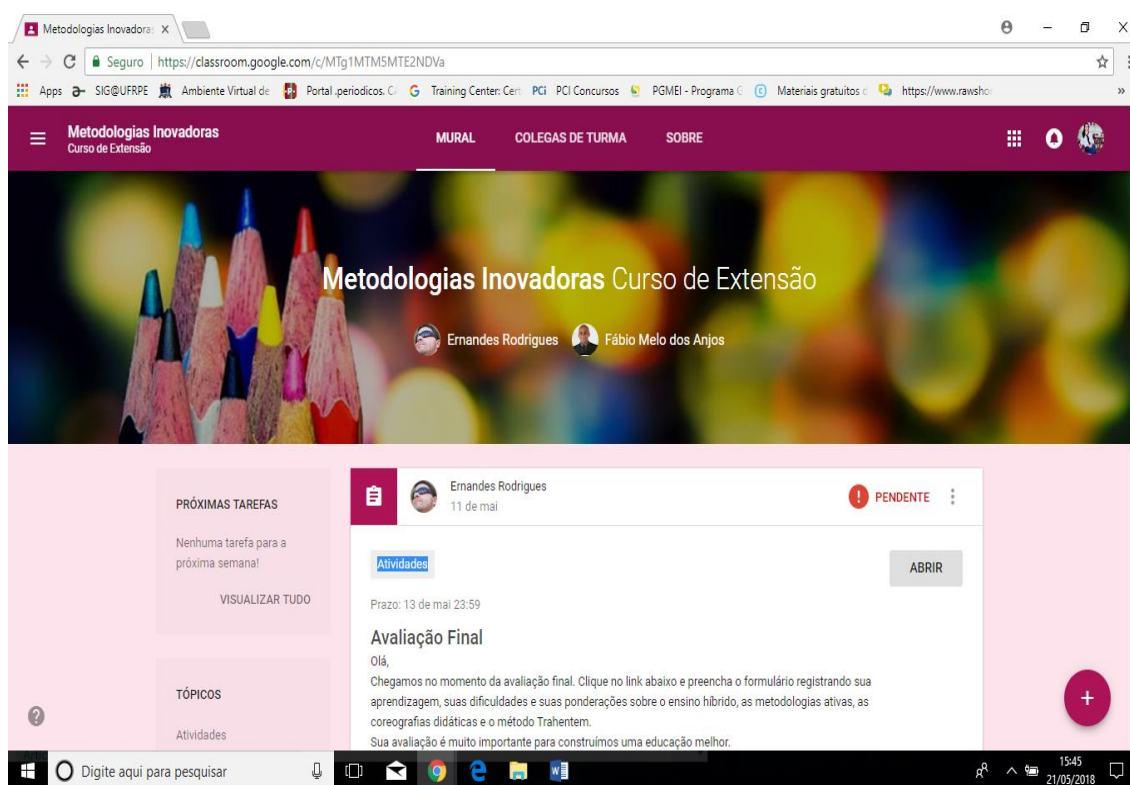 Metodologias Inovadoras
Seguro | https://classroom.google.com/c/MTg1MTM5MTE2NDVa
Apps SIG@UFRPE Ambiente Virtual de Portal .periodicos. Training Center: Cert PCI Concursos PGMEI - Programa G Materiais gratuitos d https://www.rawsho
Metodologias Inovadoras
Curso de Extensão
MURAL COLEGAS DE TURMA SOBRE
Metodologias Inovadoras Curso de Extensão
Ernandes Rodrigues Fábio Melo dos Anjos
PRÓXIMAS TAREFAS
Nenhuma tarefa para a
próxima semana!
VISUALIZAR TUDO
TÓPICOS
Atividades
Ernandes Rodrigues
11 de mai
PENDENTE
Atividades
ABRIR
Prazo: 13 de mai 23:59
Avaliação Final
Olá,
Chegamos no momento da avaliação final. Clique no link abaixo e preencha o formulário registrando sua
aprendizagem, suas dificuldades e suas ponderações sobre o ensino híbrido, as metodologias ativas, as
coreografias didáticas e o método Trahentem.
Sua avaliação é muito importante para construímos uma educação melhor.
Digite aqui para pesquisar
15:45
21/05/2018